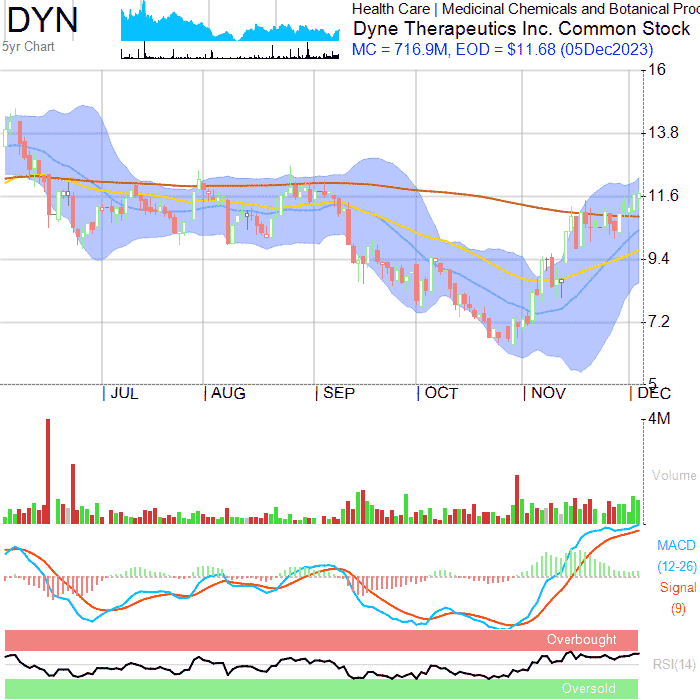 DYN
5yr Chart
Health Care | Medicinal Chemicals and Botanical Proc
Dyne Therapeutics Inc. Common Stock
MC = 716.9M, EOD = $11.68 (05Dec2023)
16
13.8
11.6
9.4
7.2
5
JUL AUG SEP OCT NOV DEC
4M
Volume
MACD
(12-26)
Signal
(9)
Overbought
RSI(14)
Oversold